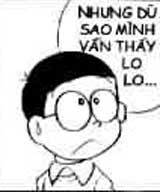 NHƯNG DÙ
SAO MÌNH
VẪN THẤY
LO
LO...